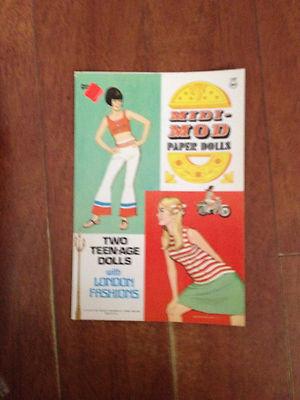 MIDI-
MOD
PAPER DOLLS
TWO
TEEN-AGE
DOLLS
with
LONDON
FASHIONS